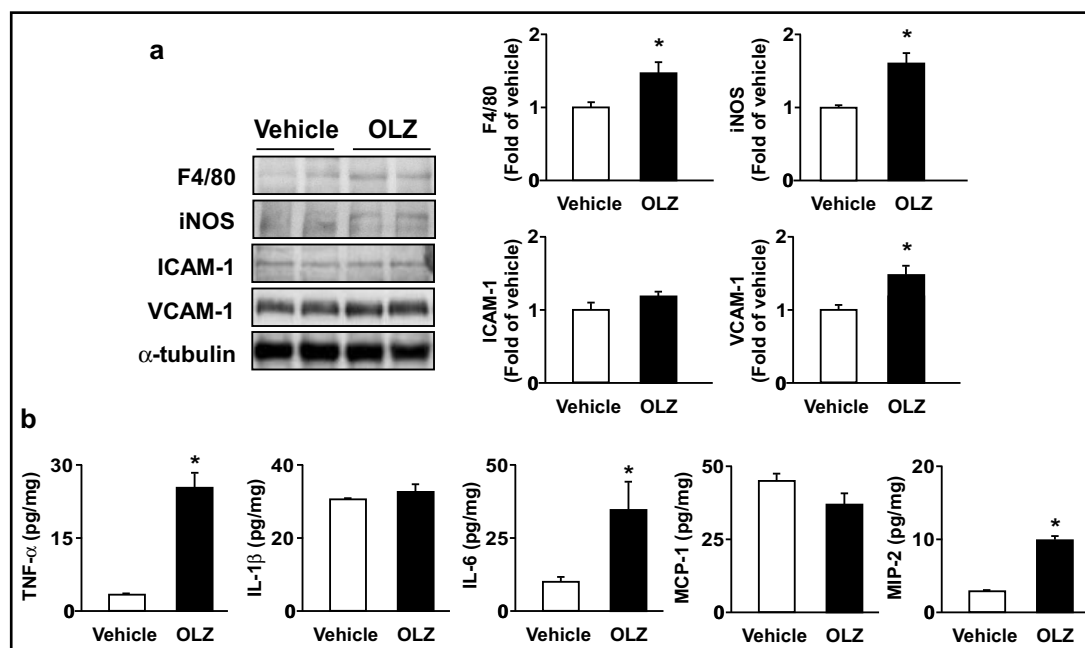 a
Vehicle OLZ
F4/80
iNOS
ICAM-1
VCAM-1
α-tubulin
F4/80
(Fold of vehicle)
2
1
0
*
Vehicle OLZ
iNOS
(Fold of vehicle)
2
1
0
*
Vehicle OLZ
ICAM-1
(Fold of vehicle)
2
1
0
Vehicle OLZ
VCAM-1
(Fold of vehicle)
2
1
0
*
Vehicle OLZ
b
TNF-α (pg/mg)
30
15
0
*
Vehicle OLZ
IL-1β (pg/mg)
40
20
0
Vehicle OLZ
IL-6 (pg/mg)
50
25
0
*
Vehicle OLZ
MCP-1 (pg/mg)
50
25
0
Vehicle OLZ
MIP-2 (pg/mg)
20
10
0
*
Vehicle OLZ